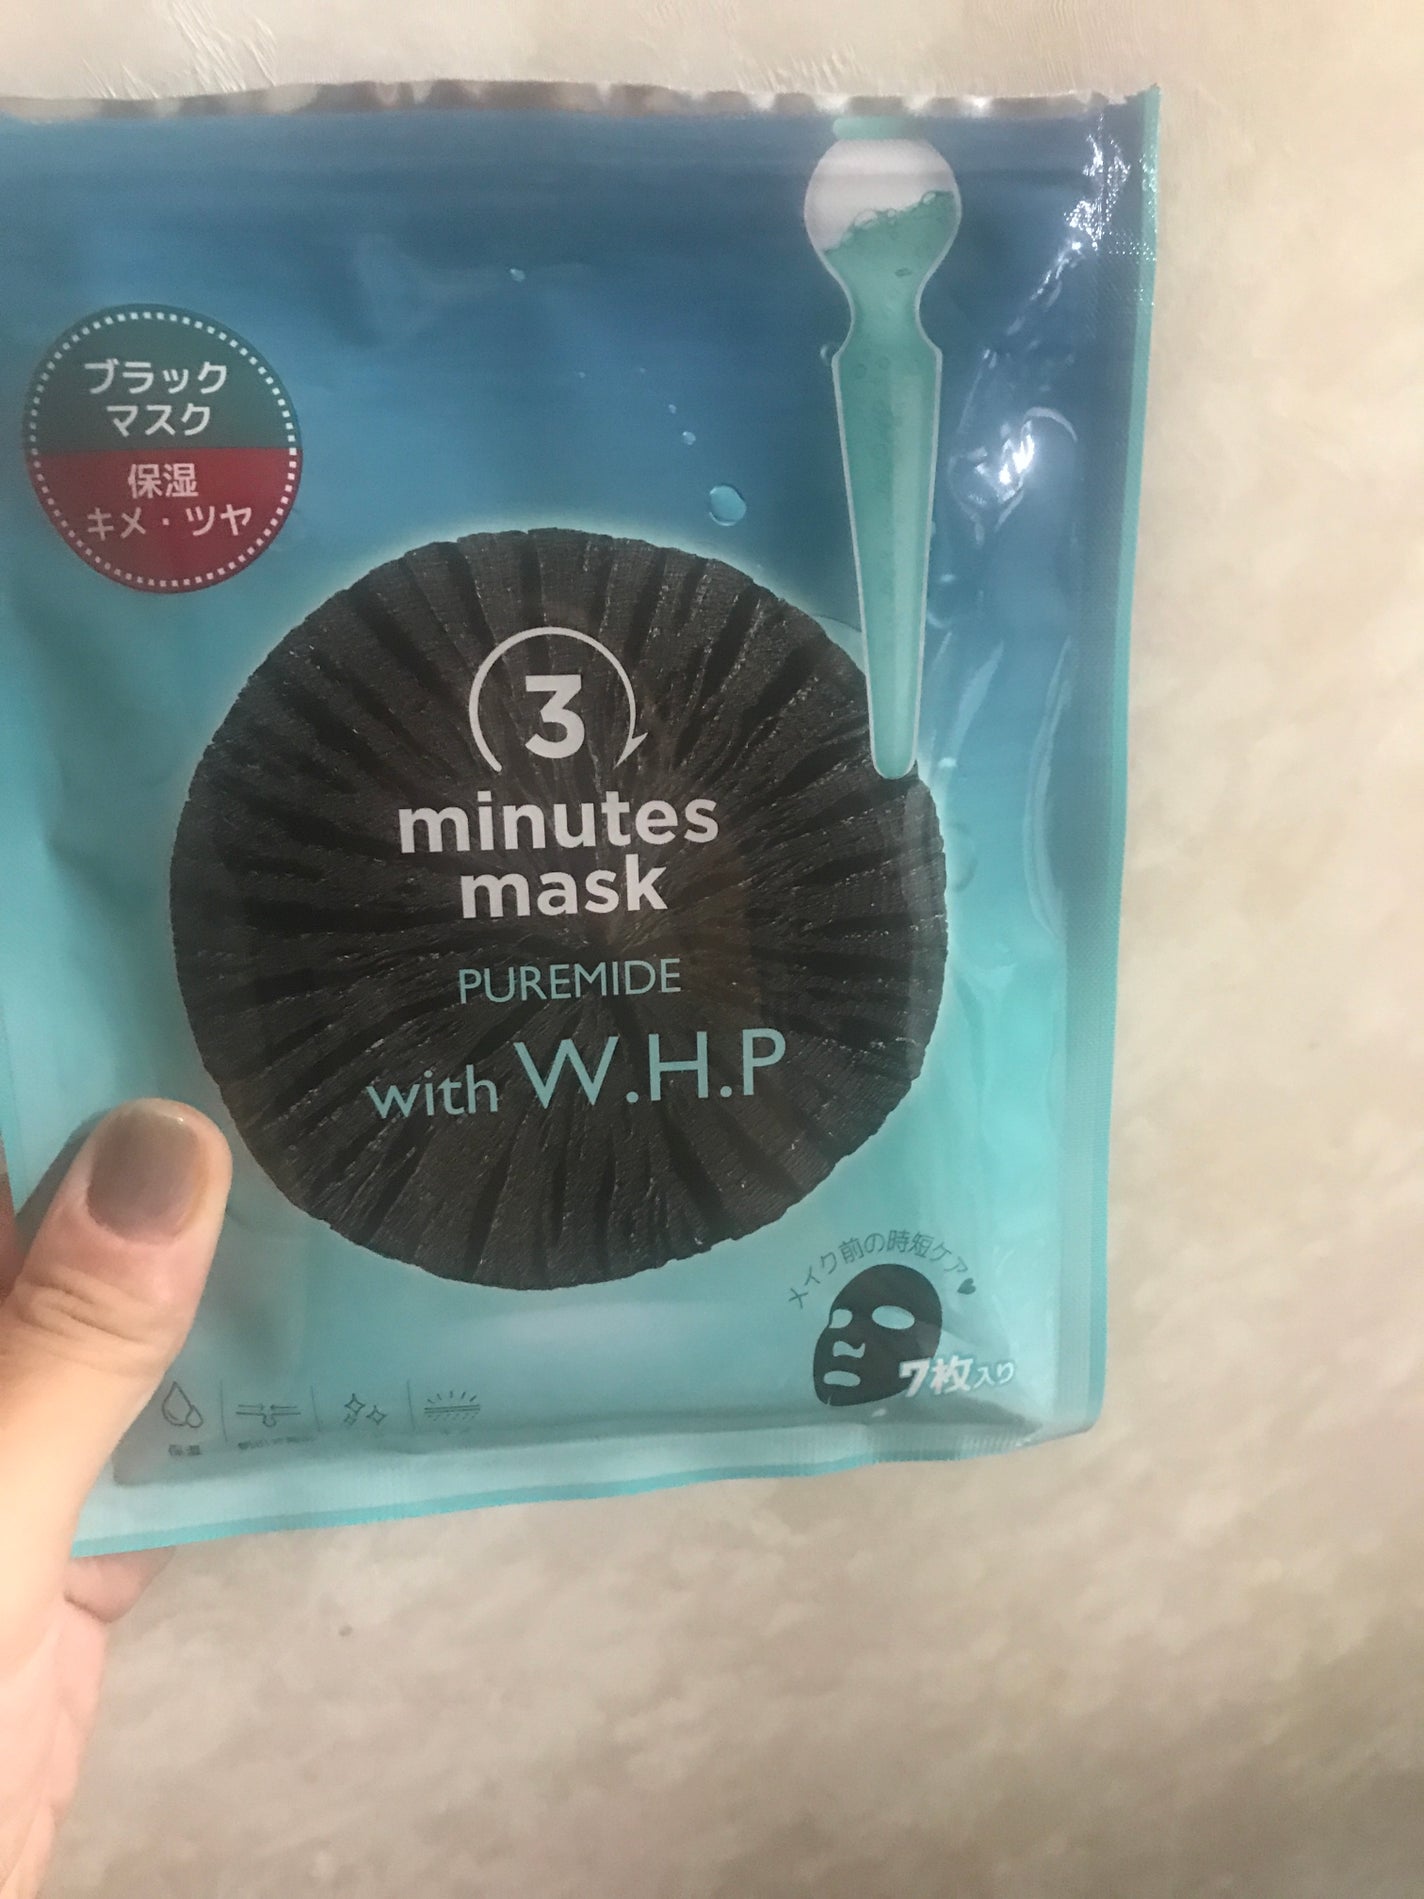 ブラック
マスク
保湿
キメ・ツヤ
3
minutes
mask
PUREMIDE
with W.H.P
メイク前の時短ケア♥
7枚入り
保湿